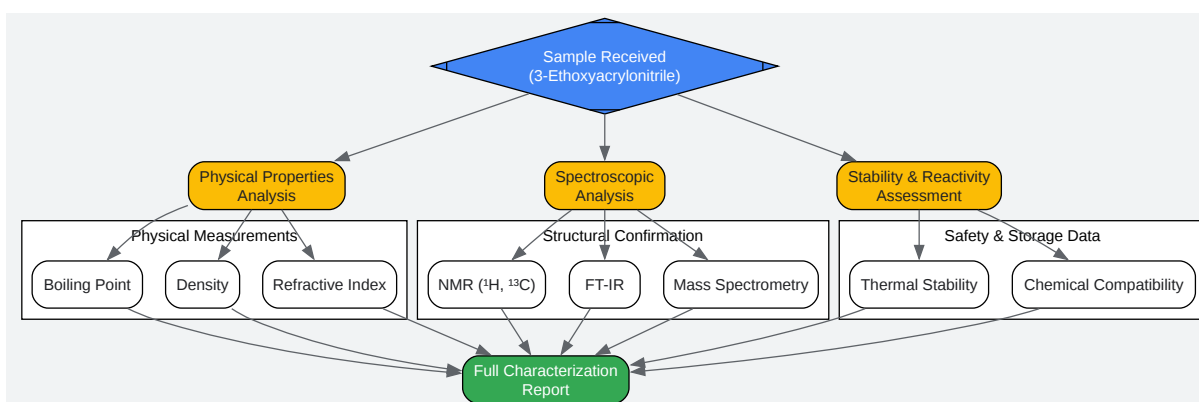 Sample Received
(3-Ethoxyacrylonitrile)
Physical Properties
Analysis
Spectroscopic
Analysis
Stability & Reactivity
Assessment
Physical Measurements
Structural Confirmation
Safety & Storage Data
Boiling Point
Density
Refractive Index
NMR (¹H, ¹³C)
FT-IR
Mass Spectrometry
Thermal Stability
Chemical Compatibility
Full Characterization
Report